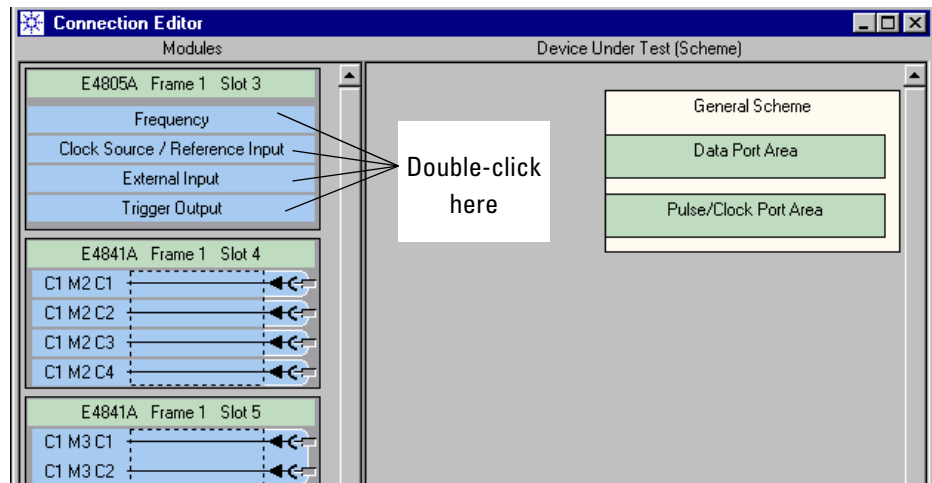 Connection Editor
Modules
Device Under Test (Scheme)
E4805A Frame 1 Slot 3
Frequency
Clock Source / Reference Input
External Input
Trigger Output
Double-click
here
General Scheme
Data Port Area
Pulse/Clock Port Area
E4841A Frame 1 Slot 4
C1 M2 C1
C1 M2 C2
C1 M2 C3
C1 M2 C4
E4841A Frame 1 Slot 5
C1 M3 C1
C1 M3 C2